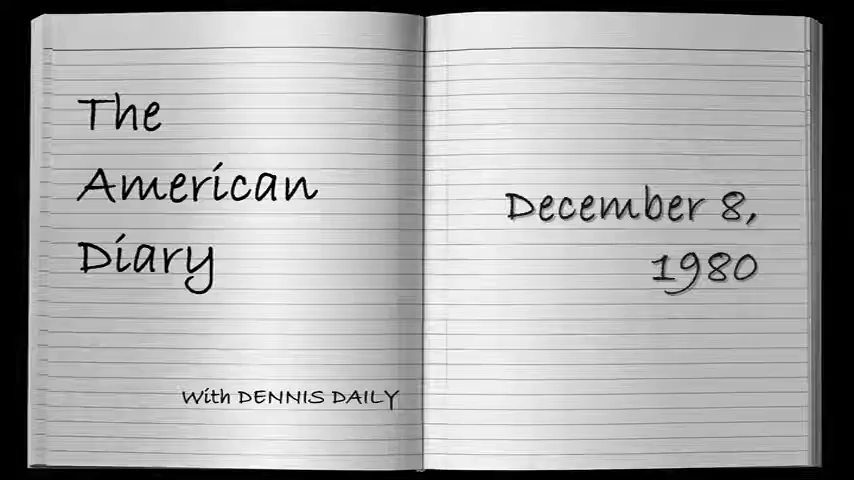 The
American
Diary
With DENNIS DAILY
December 8,
1980